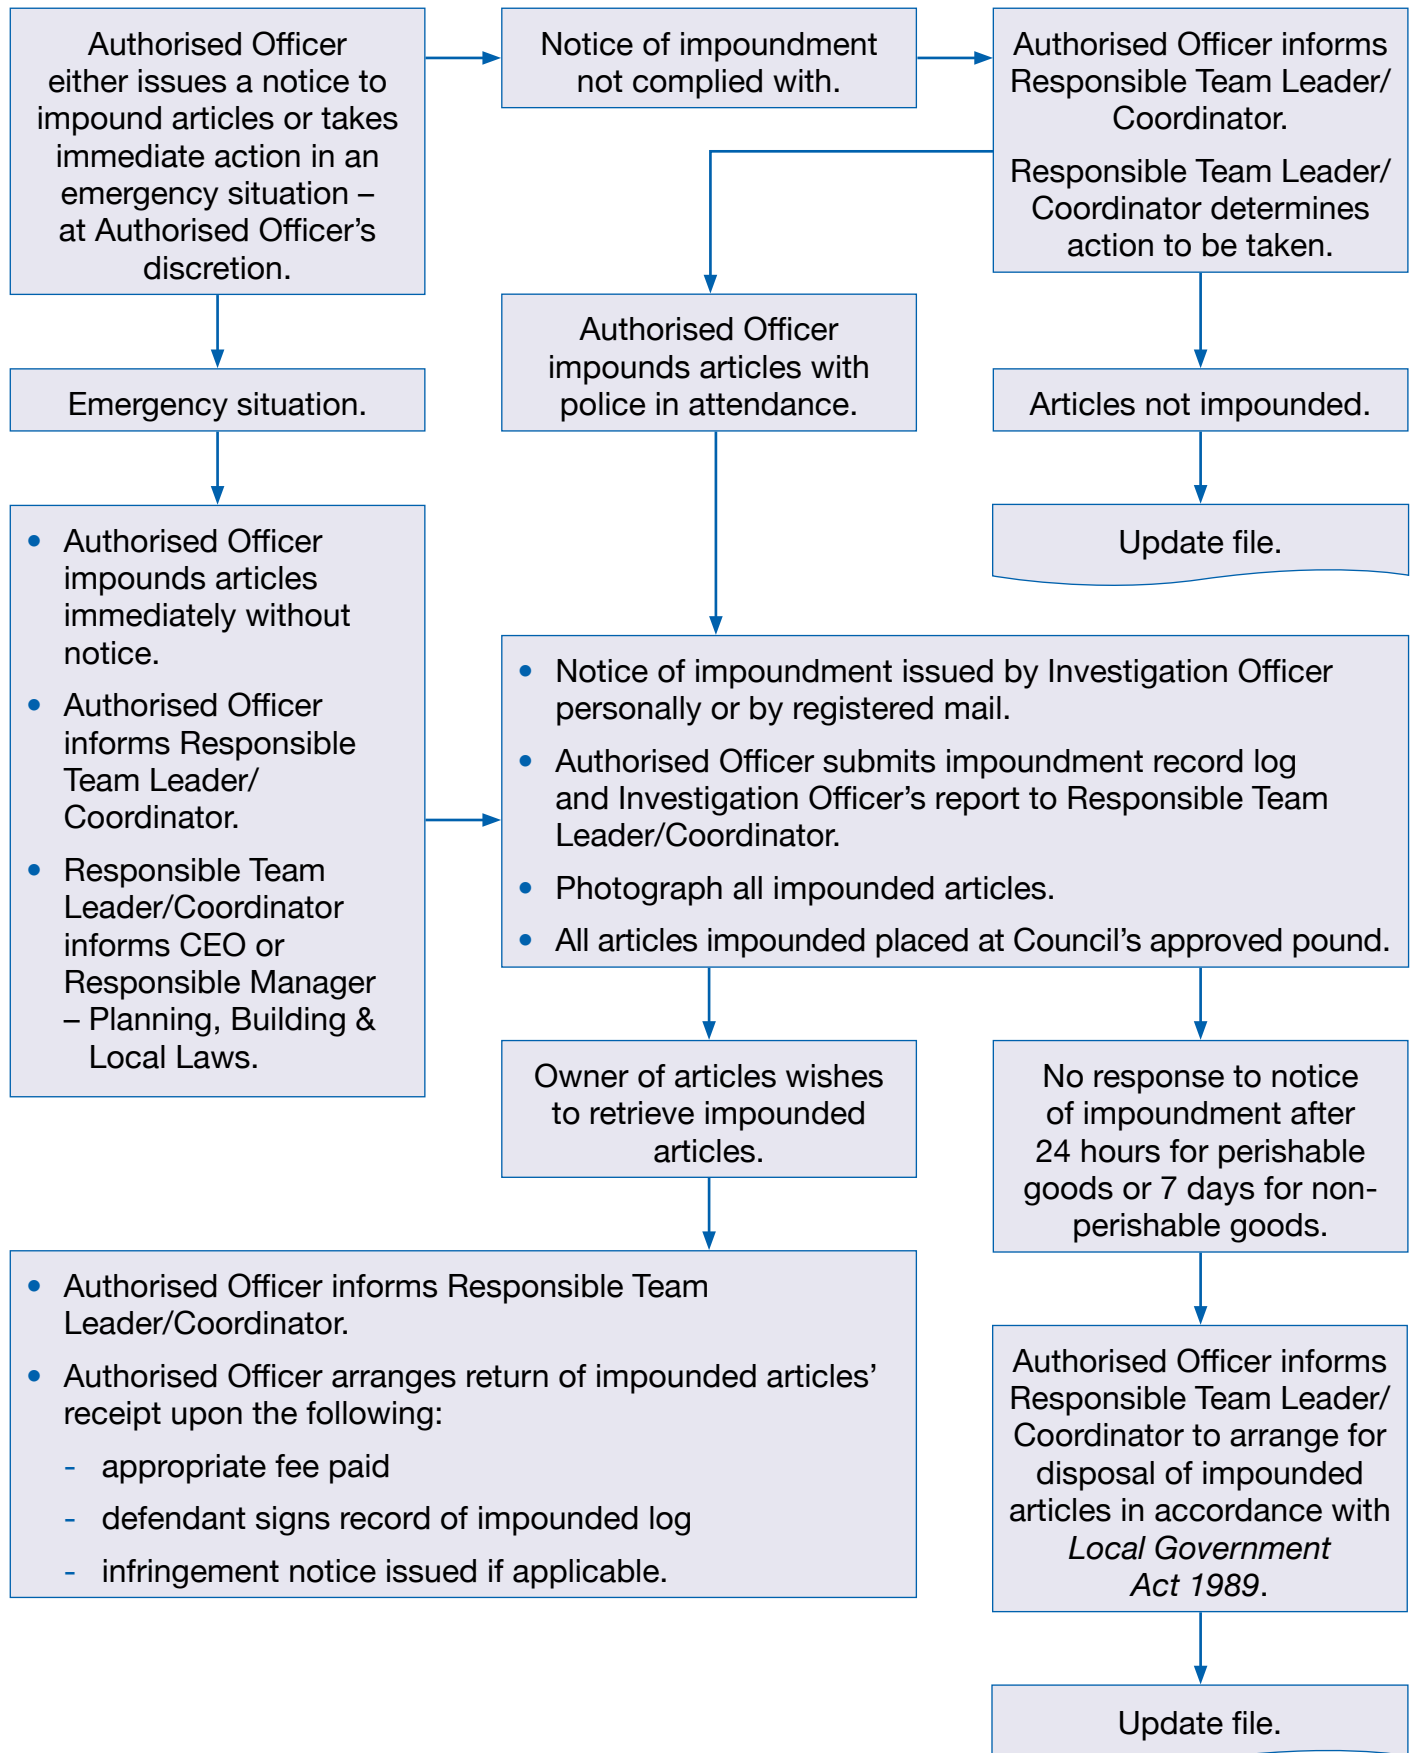 Authorised Officer
either issues a notice to
impound articles or takes
immediate action in an
emergency situation –
at Authorised Officer’s
discretion.
Notice of impoundment
not complied with.
Authorised Officer informs
Responsible Team Leader/
Coordinator.
Responsible Team Leader/
Coordinator determines
action to be taken.
Authorised Officer
impounds articles with
police in attendance.
Emergency situation.
Articles not impounded.
Update file.
• Authorised Officer
impounds articles
immediately without
notice.
• Authorised Officer
informs Responsible
Team Leader/
Coordinator.
• Responsible Team
Leader/Coordinator
informs CEO or
Responsible Manager
– Planning, Building &
Local Laws.
• Notice of impoundment issued by Investigation Officer
personally or by registered mail.
• Authorised Officer submits impoundment record log
and Investigation Officer’s report to Responsible Team
Leader/Coordinator.
• Photograph all impounded articles.
• All articles impounded placed at Council’s approved pound.
Owner of articles wishes
to retrieve impounded
articles.
No response to notice
of impoundment after
24 hours for perishable
goods or 7 days for non-
perishable goods.
• Authorised Officer informs Responsible Team
Leader/Coordinator.
• Authorised Officer arranges return of impounded articles’
receipt upon the following:
- appropriate fee paid
- defendant signs record of impounded log
- infringement notice issued if applicable.
Authorised Officer informs
Responsible Team Leader/
Coordinator to arrange for
disposal of impounded
articles in accordance with
Local Government
Act 1989.
Update file.